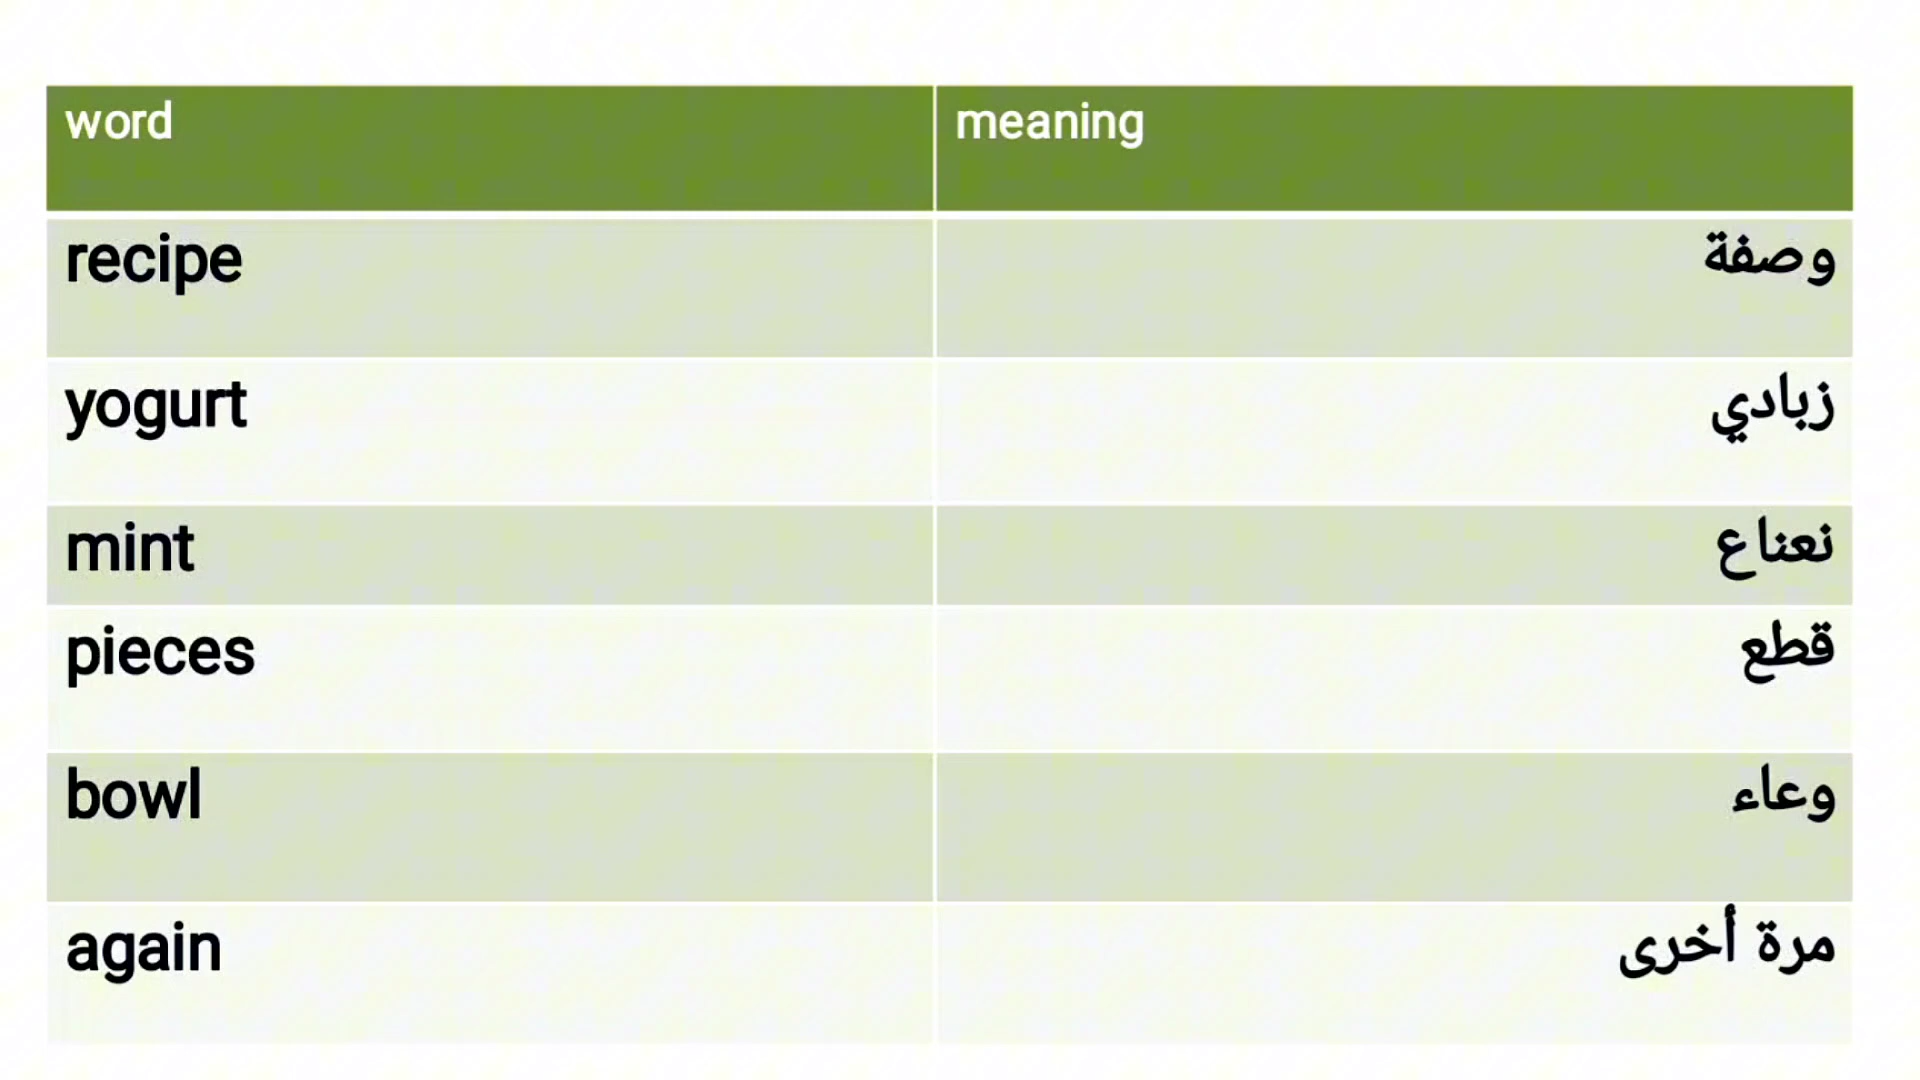 word meaning
recipe وصفة
yogurt زبادي
mint نعناع
pieces قطع
bowl وعاء
again مرة أخرى